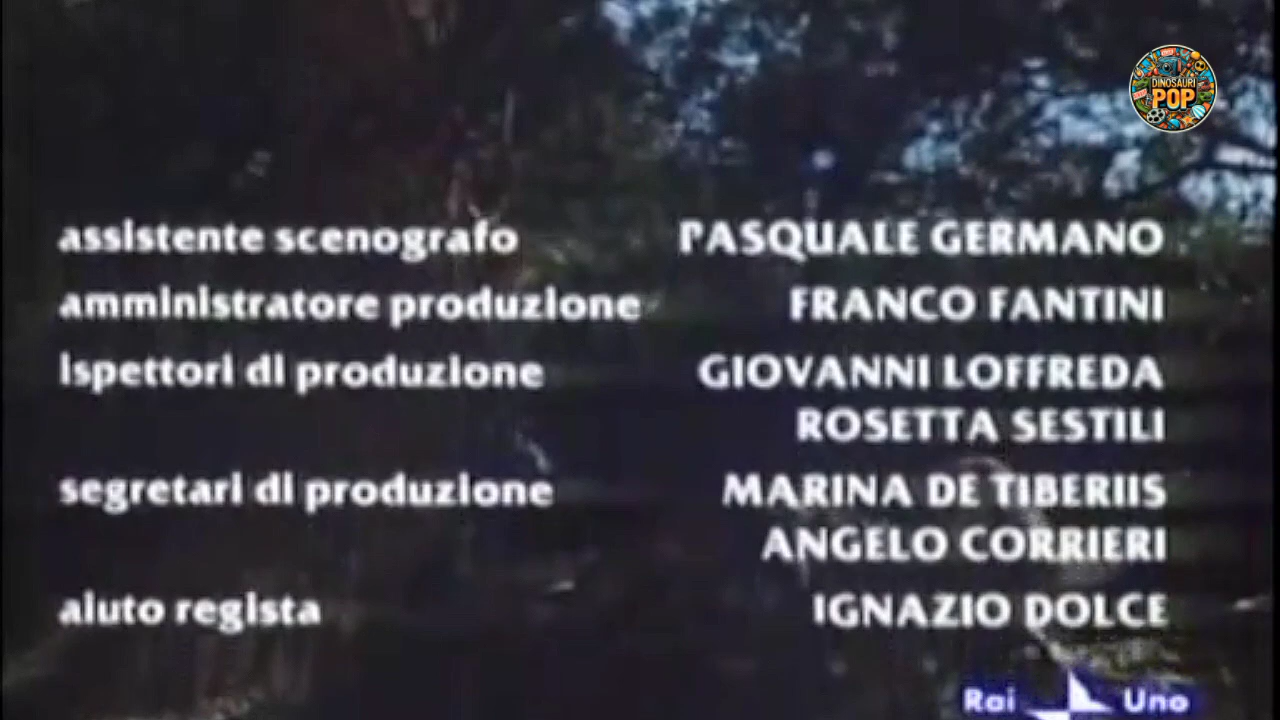 DINOSAURI
POP
assistente scenografo PASQUALE GERMANO
amministratore produzione FRANCO FANTINI
ispettori di produzione GIOVANNI LOFFREDA
ROSETTA SESTILI
segretari di produzione MARINA DE TIBERIIS
ANGELO CORRIERI
aiuto regista IGNAZIO DOLCE
Rai Uno